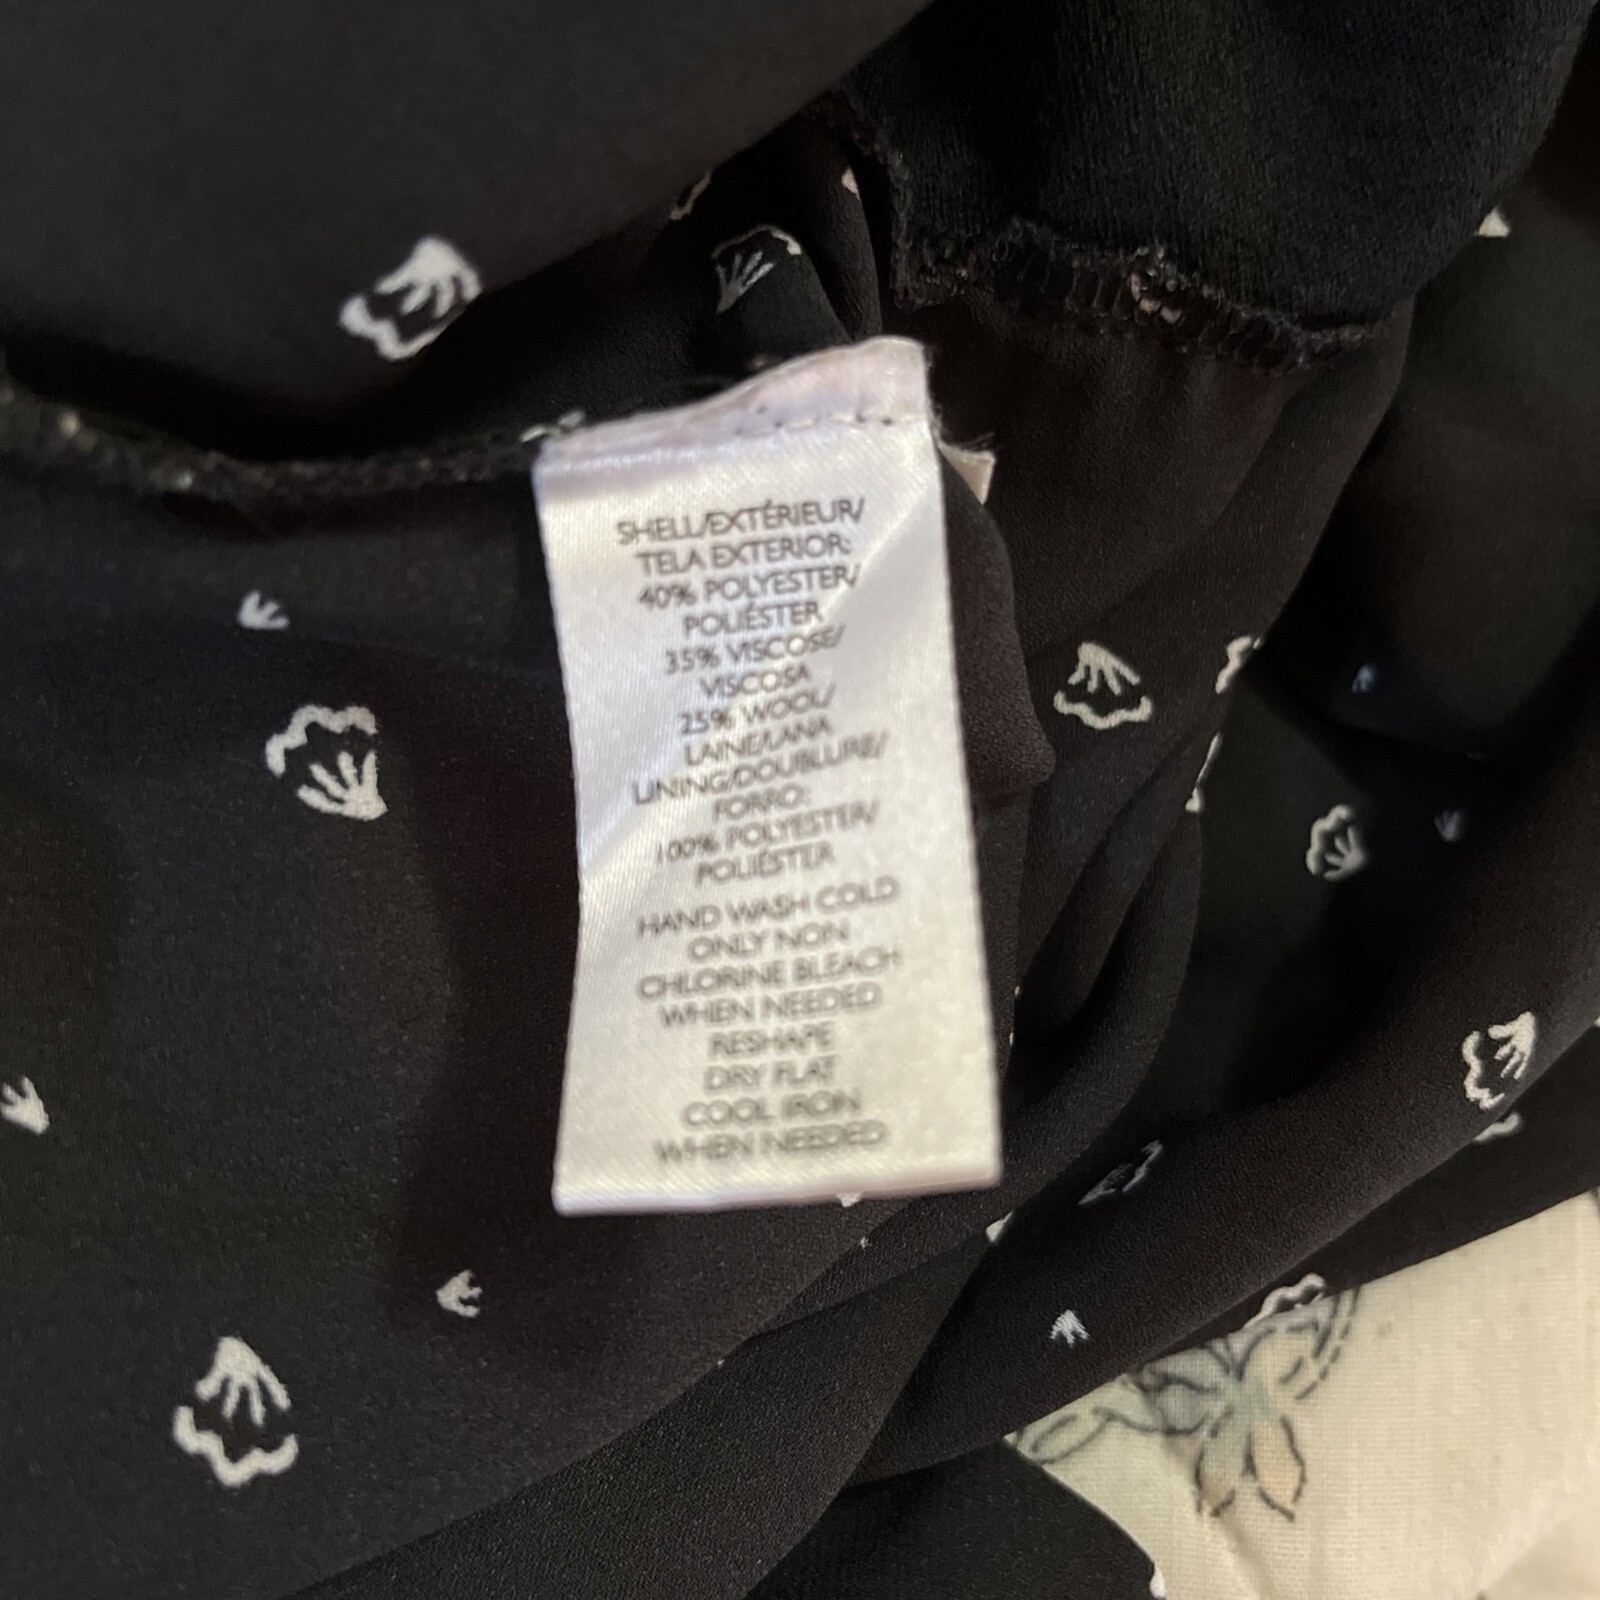 SHELL/EXTÉRIEUR/
TELA EXTERIOR:
40% POLYESTER/
POLIÉSTER
35% VISCOSE/
VISCOSA
25% WOOL/
LAINE/LANA
LINING/DOUBLURE/
FORRO:
100% POLYESTER/
POLIÉSTER
HAND WASH COLD
ONLY NON
CHLORINE BLEACH
WHEN NEEDED
RESHAPE
DRY FLAT
COOL IRON
WHEN NEEDED